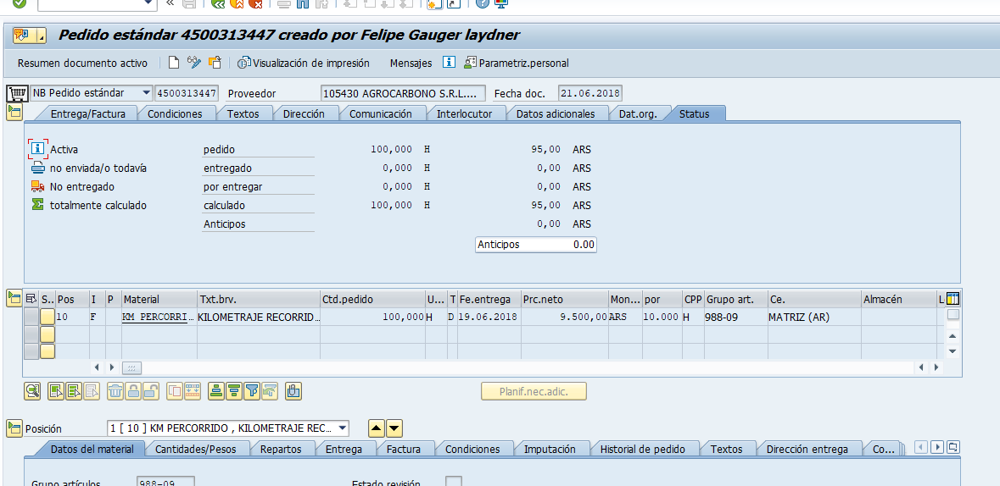 Pedido estándar 4500313447 creado por Felipe Gauger laydner
Resumen documento activo Visualización de impresión Mensajes Parametriz.personal
NB Pedido estándar 4500313447 Proveedor 105430 AGROCARBONO S.R.L.... Fecha doc. 21.06.2018
Entrega/Factura Condiciones Textos Dirección Comunicación Interlocutor Datos adicionales Dat.org. Status
Activa pedido 100,000 H 95,00 ARS
no enviada/o todavía entregado 0,000 H 0,00 ARS
No entregado por entregar 0,000 H 0,00 ARS
totalmente calculado calculado 100,000 H 95,00 ARS
Anticipos 0,00 ARS
Anticipos 0.00
S.. Pos I P Material Txt.brv. Ctd.pedido U... T Fe.entrega Prc.neto Mon... por CPP Grupo art. Ce. Almacén L
10 F KM PERCORRI... KILOMETRAJE RECORRID... 100,000 H D 19.06.2018 9.500,00 ARS 10.000 H 988-09 MATRIZ (AR)
Planif.nec.adic.
Posición 1 [ 10 ] KM PERCORRIDO , KILOMETRAJE REC...
Datos del material Cantidades/Pesos Repartos Entrega Factura Condiciones Imputación Historial de pedido Textos Dirección entrega Co...
Grupo artículos 988-09 Estado revisión